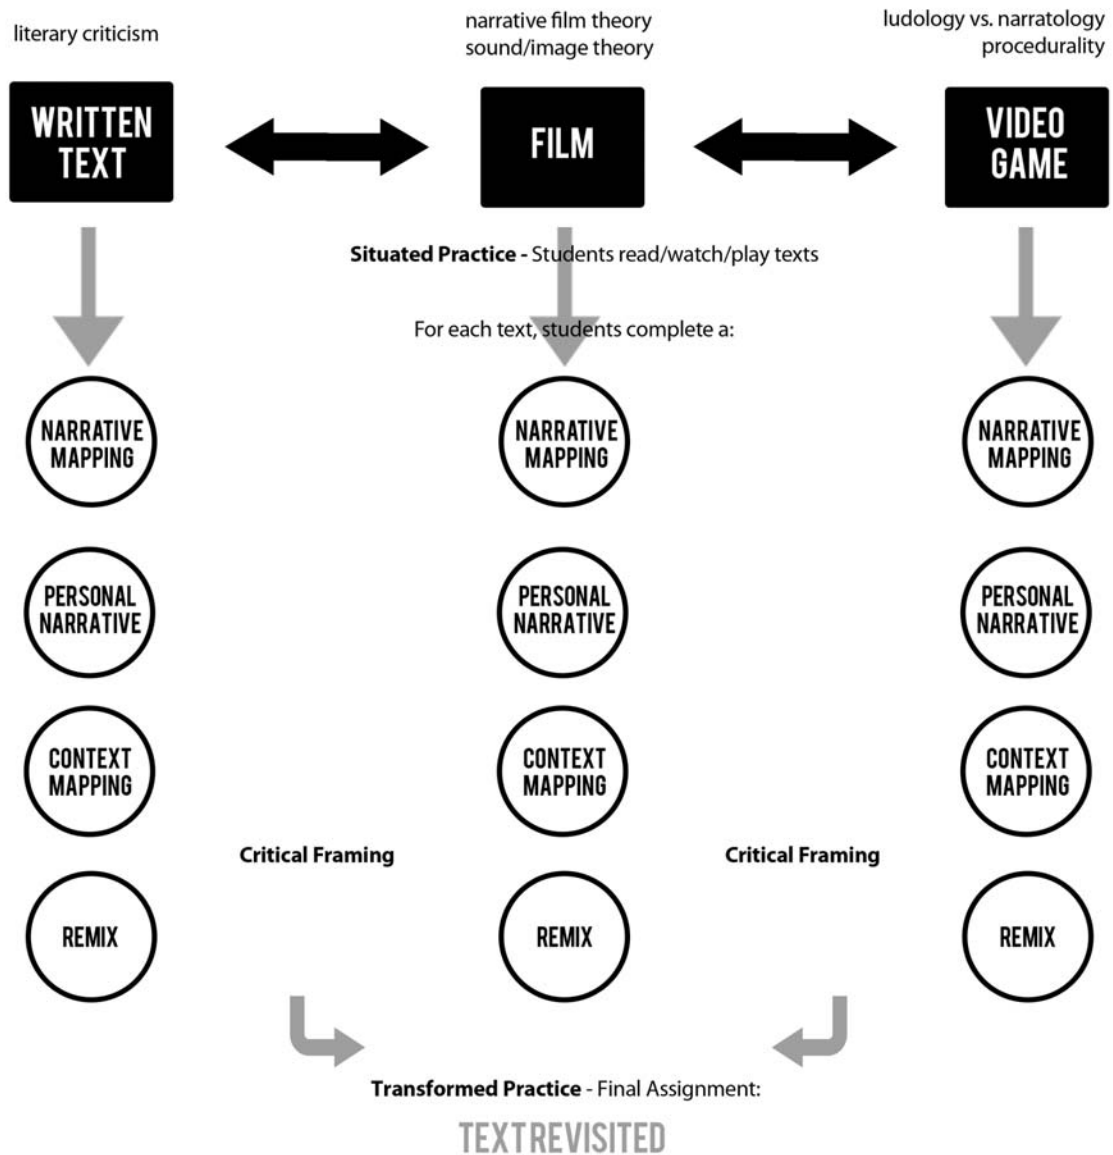 literary criticism
narrative film theory
sound/image theory
ludology vs. narratology
procedurality
WRITTEN
TEXT
FILM
VIDEO
GAME
Situated Practice - Students read/watch/play texts
For each text, students complete a:
NARRATIVE
MAPPING
NARRATIVE
MAPPING
NARRATIVE
MAPPING
PERSONAL
NARRATIVE
PERSONAL
NARRATIVE
PERSONAL
NARRATIVE
CONTEXT
MAPPING
CONTEXT
MAPPING
CONTEXT
MAPPING
Critical Framing
Critical Framing
REMIX
REMIX
REMIX
Transformed Practice - Final Assignment:
TEXT REVISITED